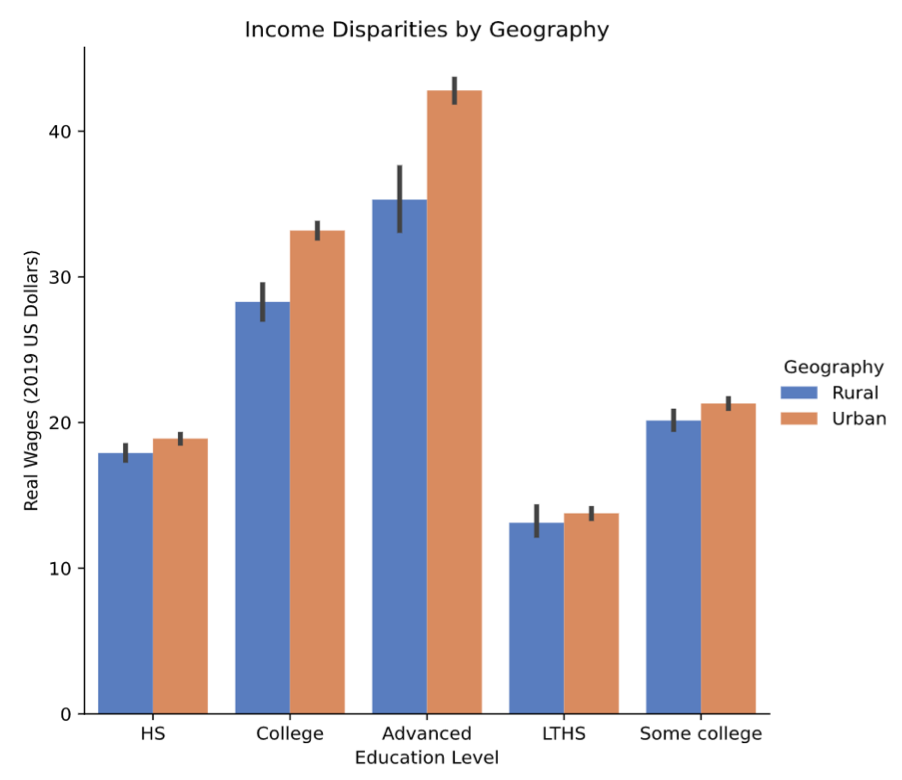 Income Disparities by Geography
Real Wages (2019 US Dollars)
40
30
20
10
0
HS College Advanced LTHS Some college
Education Level
Geography
Rural
Urban